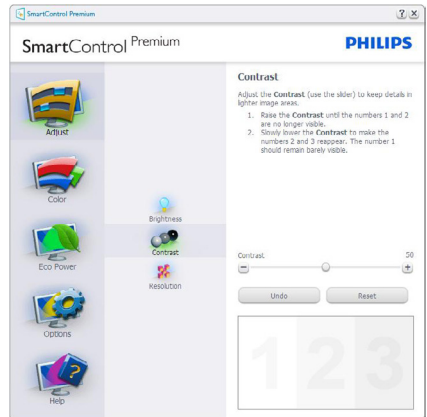 SmartControl Premium
SmartControl Premium
PHILIPS
Adjust
Color
Eco Power
Options
Help
Brightness
Contrast
Resolution
Contrast
Adjust the Contrast (use the slider) to keep details in
lighter image areas.
1. Raise the Contrast until the numbers 1 and 2
are no longer visible.
2. Slowly lower the Contrast to make the
numbers 2 and 3 reappear. The number 1
should remain barely visible.
Contrast 50
Undo Reset
1 2 3